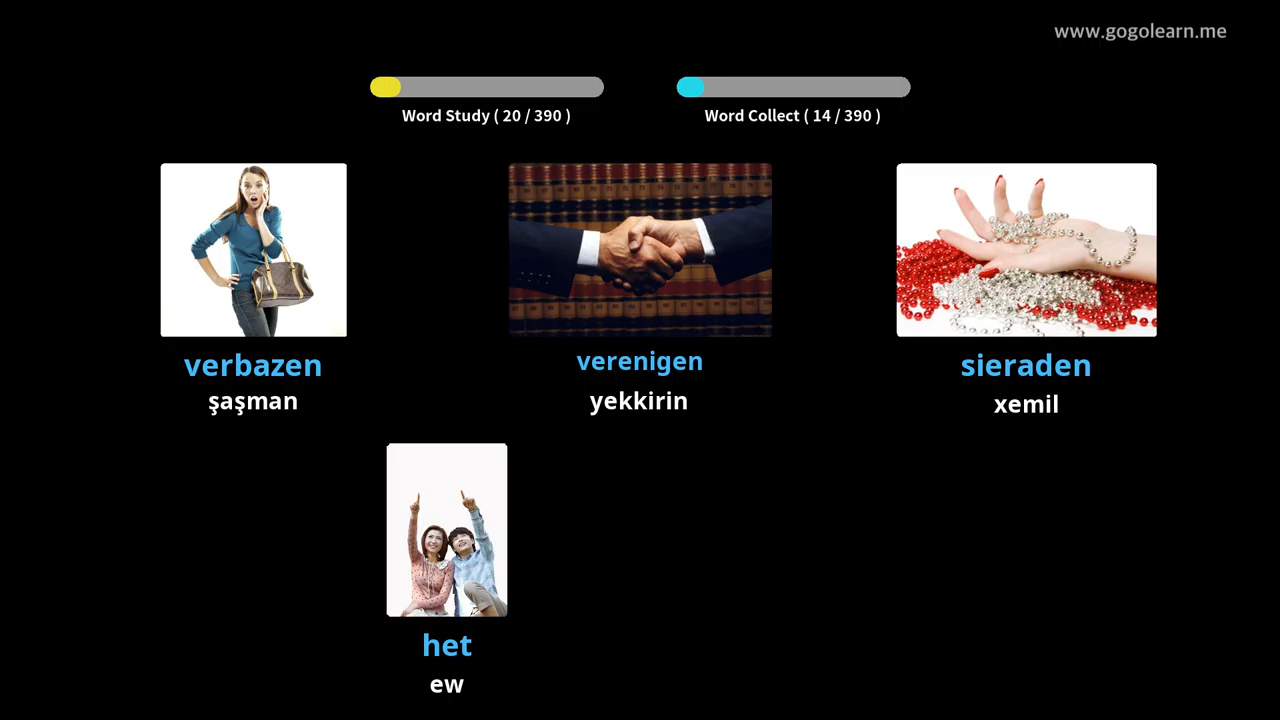 www.gogolearn.me
Word Study ( 20 / 390 )
Word Collect ( 14 / 390 )
verbazen
şaşman
verenigen
yekkirin
sieraden
xemil
het
ew